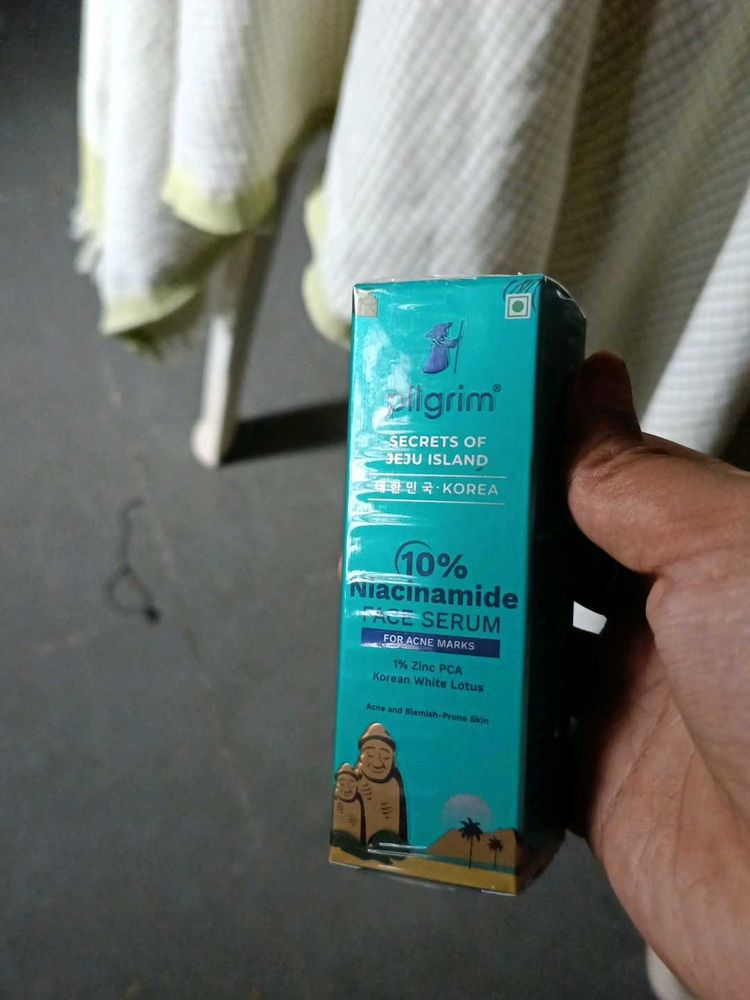 pilgrim®
SECRETS OF
JEJU ISLAND
대한민국·KOREA
10%
Niacinamide
FACE SERUM
FOR ACNE MARKS
1% Zinc PCA
Korean White Lotus
Acne and Blemish-Prone Skin